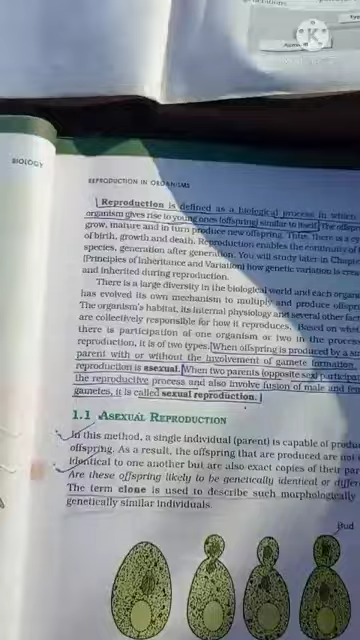 BIOLOGY
REPRODUCTION IN ORGANISMS
Reproduction is defined as a biological process in which
organism gives rise to young ones (offspring) similar to itself. The offspr
grow, mature and in turn produce new offspring. Thus, there is a cy
of birth, growth and death. Reproduction enables the continuity of
species, generation after generation. You will study later in Chapte
(Principles of Inheritance and Variation) how genetic variation is crea
and inherited during reproduction.
There is a large diversity in the biological world and each organi
has evolved its own mechanism to multiply and produce offspri
The organism's habitat, its internal physiology and several other fact
are collectively responsible for how it reproduces. Based on whet
there is participation of one organism or two in the process
reproduction, it is of two types. When offspring is produced by a sin
parent with or without the involvement of gamete formation,
reproduction is asexual. When two parents (opposite sex) participate
the reproductive process and also involve fusion of male and fem
gametes, it is called sexual reproduction.
1.1 ASEXUAL REPRODUCTION
In this method, a single individual (parent) is capable of produ
offspring. As a result, the offspring that are produced are not
identical to one another but are also exact copies of their par
Are these offspring likely to be genetically identical or differe
The term clone is used to describe such morphologically
genetically similar individuals.
Bud